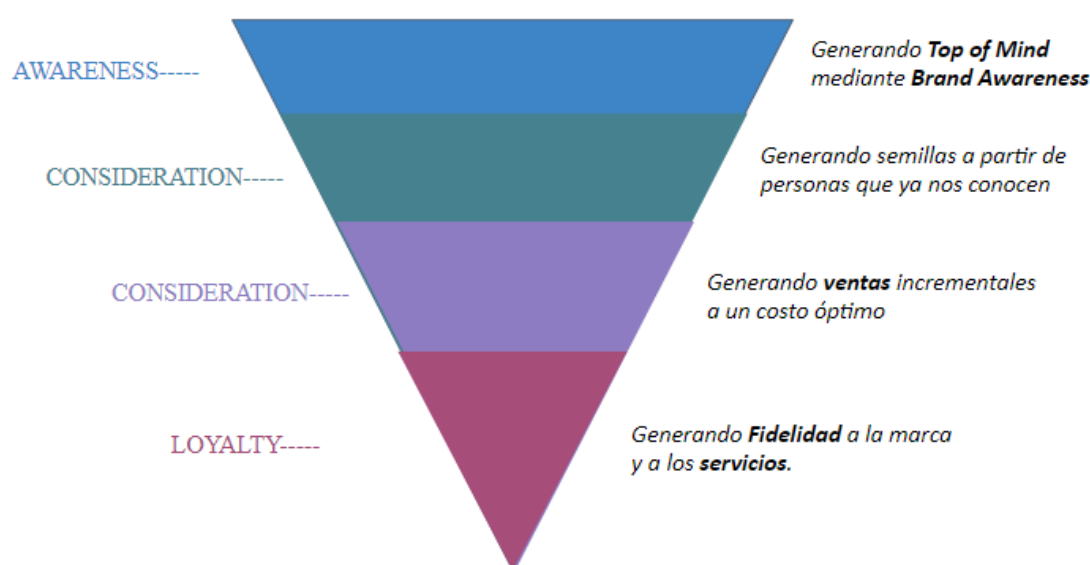 AWARENESS-----
Generando Top of Mind
mediante Brand Awareness
CONSIDERATION-----
Generando semillas a partir de
personas que ya nos conocen
CONSIDERATION-----
Generando ventas incrementales
a un costo óptimo
LOYALTY-----
Generando Fidelidad a la marca
y a los servicios.